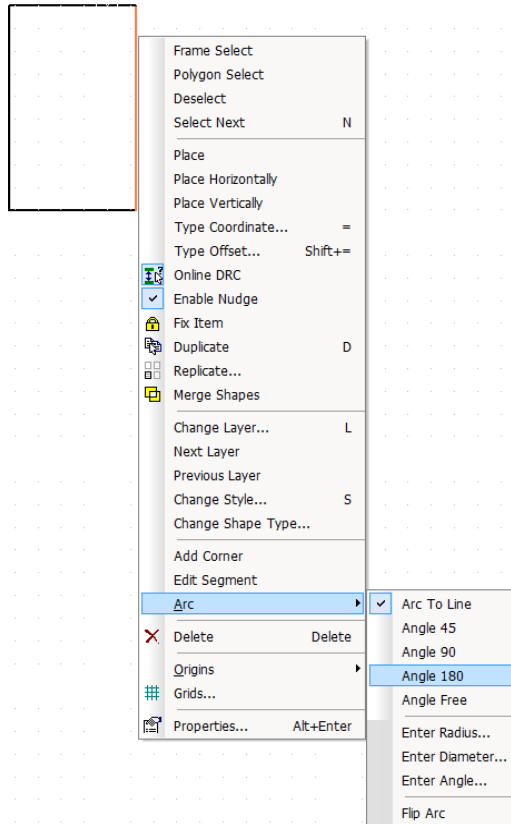 Frame Select
Polygon Select
Deselect
Select Next N
Place
Place Horizontally
Place Vertically
Type Coordinate... =
Type Offset... Shift+=
Online DRC
Enable Nudge
Fix Item
Duplicate D
Replicate...
Merge Shapes
Change Layer... L
Next Layer
Previous Layer
Change Style... S
Change Shape Type...
Add Corner
Edit Segment
Arc
Delete Delete
Origins
Grids...
Properties... Alt+Enter
Arc To Line
Angle 45
Angle 90
Angle 180
Angle Free
Enter Radius...
Enter Diameter...
Enter Angle...
Flip Arc